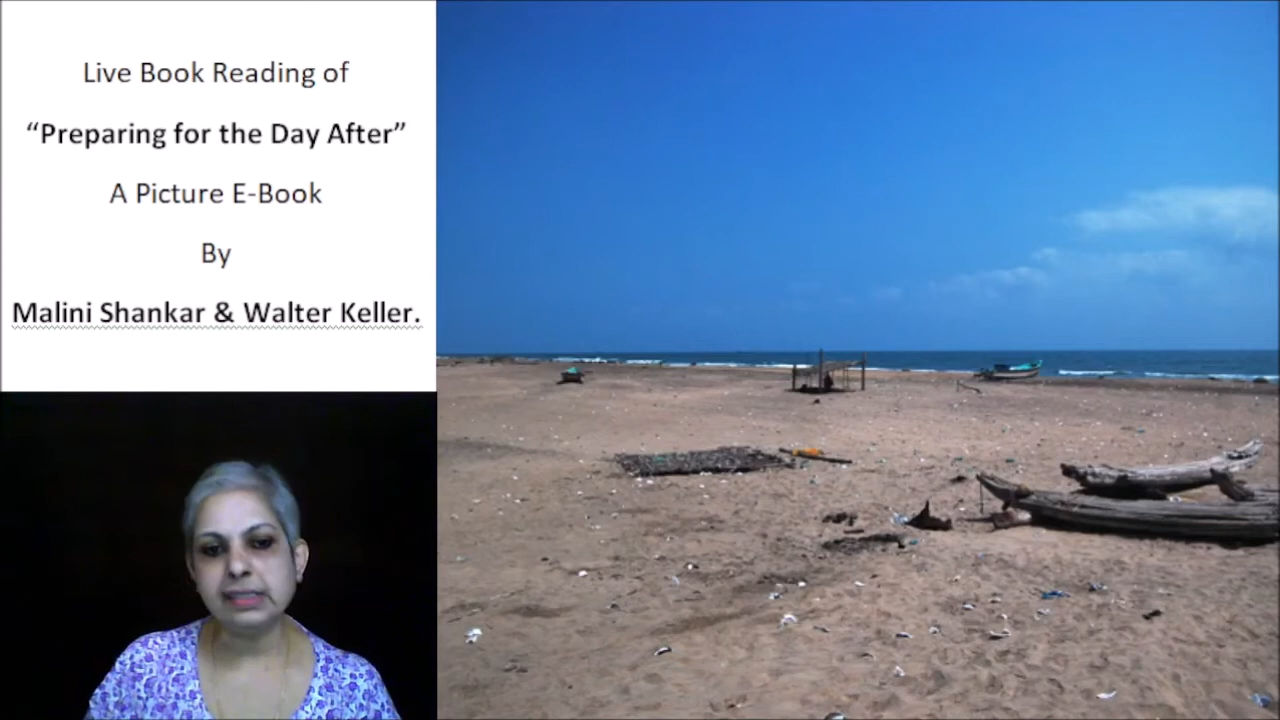 Live Book Reading of
“Preparing for the Day After”
A Picture E-Book
By
Malini Shankar & Walter Keller.